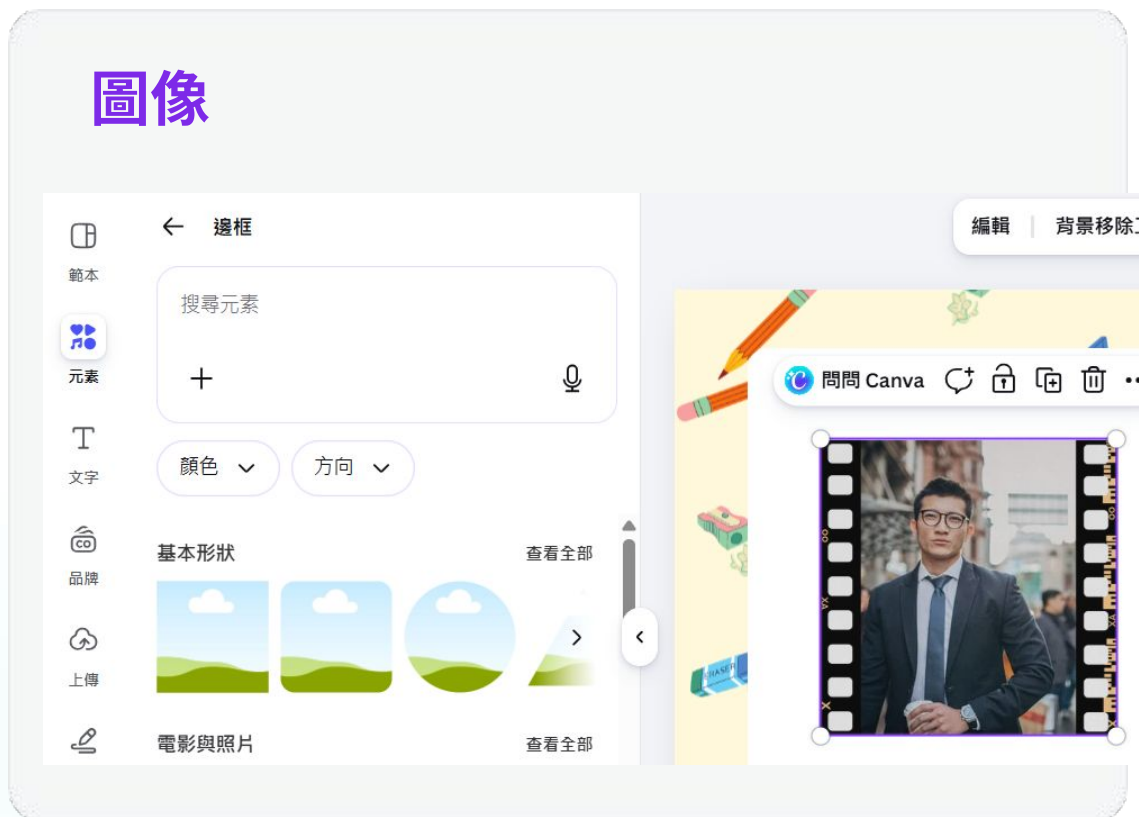 圖像
範本
元素
文字
品牌
上傳
邊框
搜尋元素
顏色
方向
基本形狀
查看全部
電影與照片
查看全部
編輯
背景移除
問問 Canva
ERASER